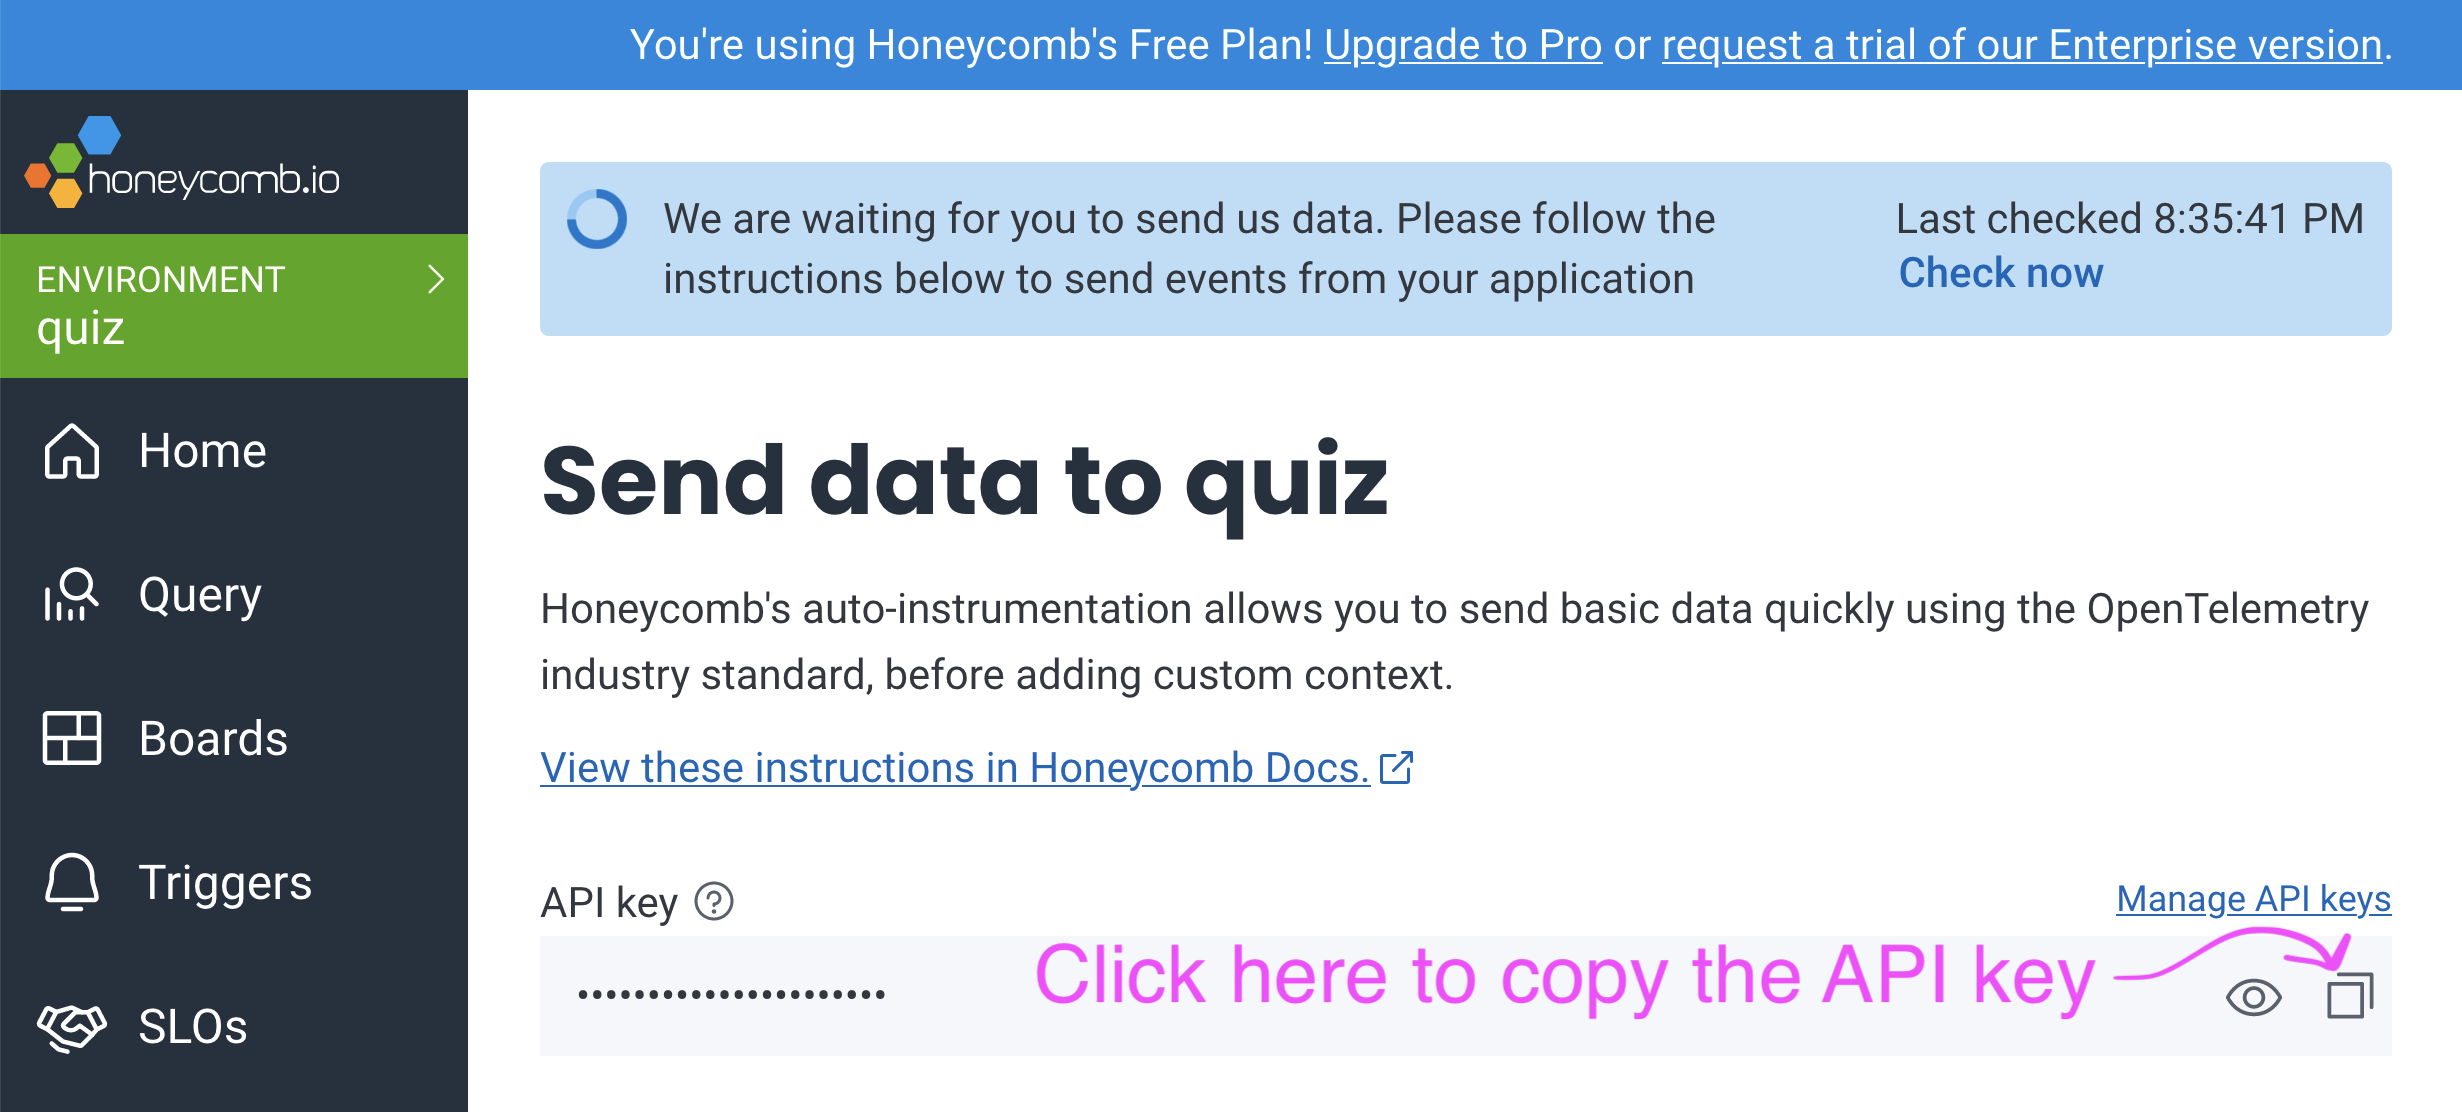 You're using Honeycomb's Free Plan! Upgrade to Pro or request a trial of our Enterprise version.
honeycomb.io
ENVIRONMENT
quiz
Home
Query
Boards
Triggers
SLOs
We are waiting for you to send us data. Please follow the
instructions below to send events from your application
Last checked 8:35:41 PM
Check now
Send data to quiz
Honeycomb's auto-instrumentation allows you to send basic data quickly using the OpenTelemetry
industry standard, before adding custom context.
View these instructions in Honeycomb Docs.
API key ?
Manage API keys
••••••••••••••••••••••
Click here to copy the API key